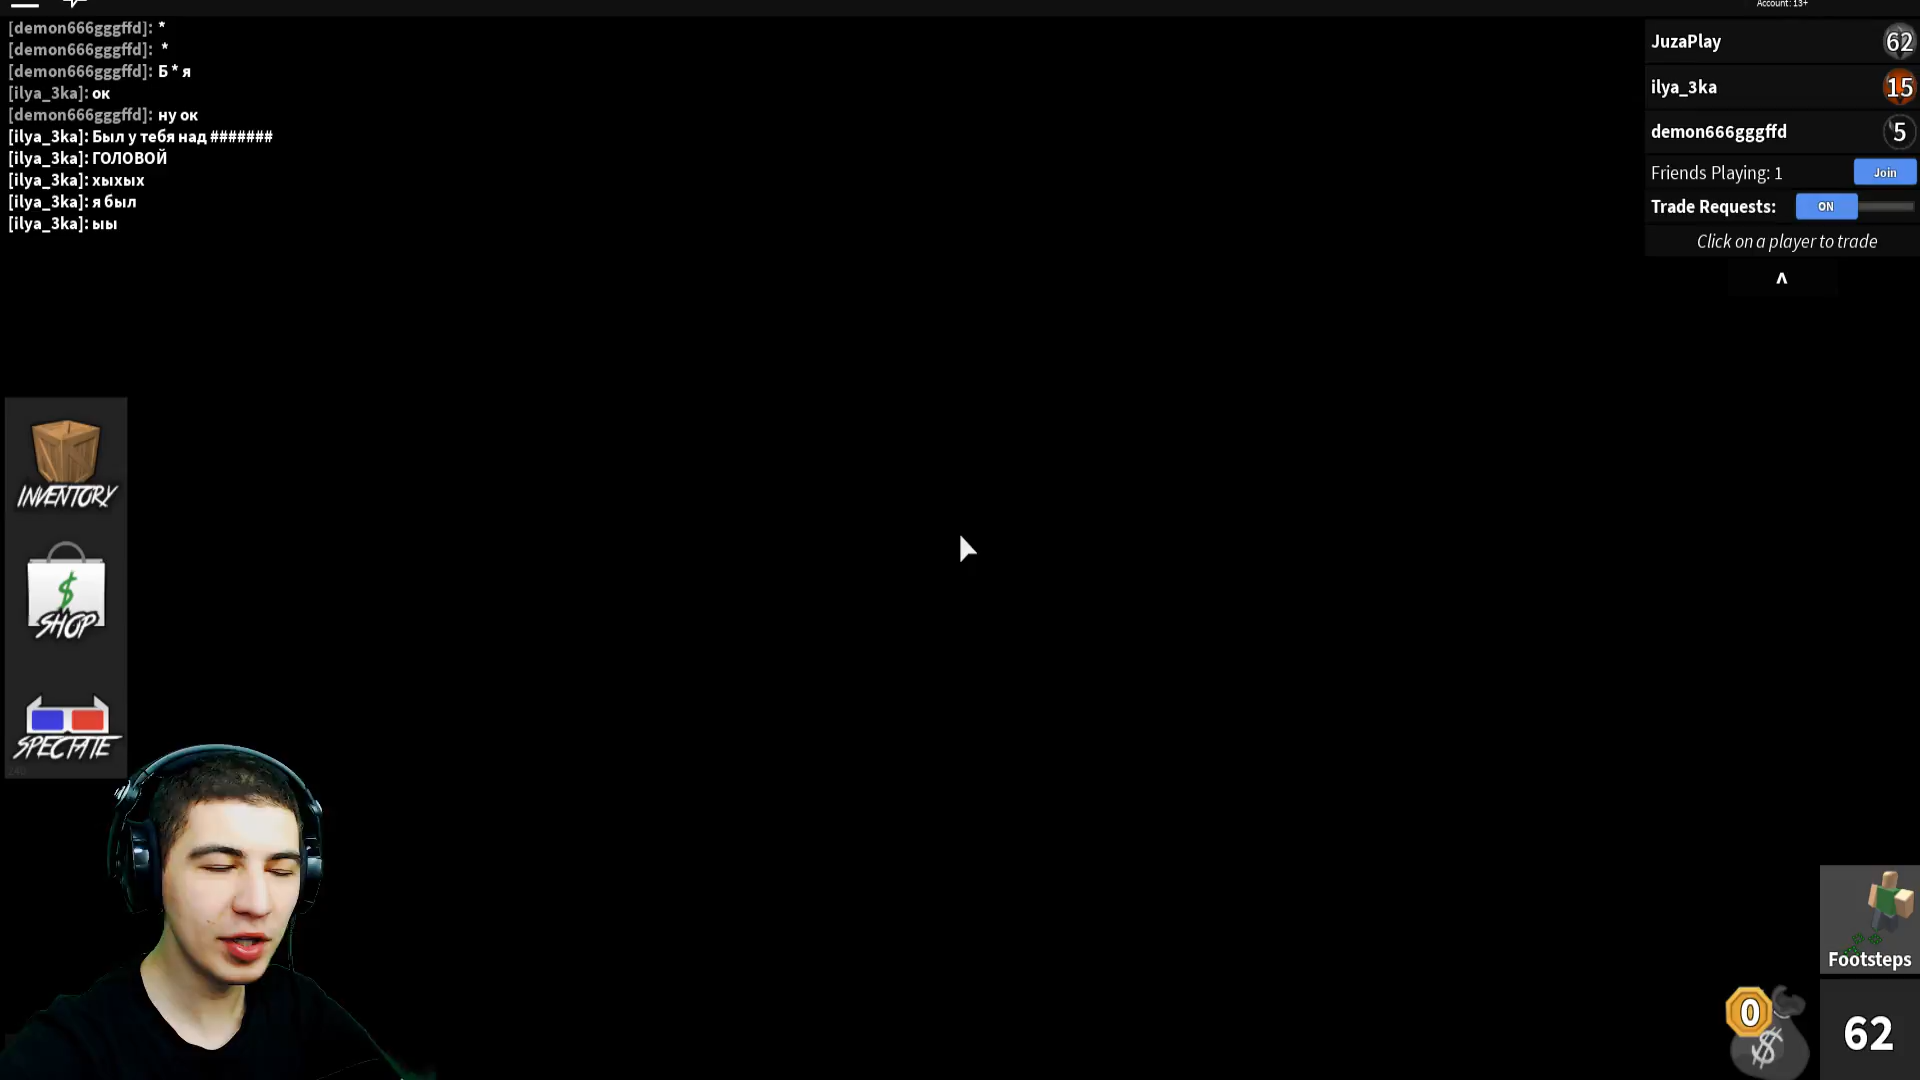 Account: 13+
[demon666gggffd]: *
[demon666gggffd]: *
[demon666gggffd]: Б * я
[ilya_3ka]: ок
[demon666gggffd]: ну ок
[ilya_3ka]: Был у тебя над #######
[ilya_3ka]: ГОЛОВОЙ
[ilya_3ka]: хыхых
[ilya_3ka]: я был
[ilya_3ka]: ыы
JuzaPlay 62
ilya_3ka 15
demon666gggffd 5
Friends Playing: 1 Join
Trade Requests: ON
Click on a player to trade
INVENTORY
$
SHOP
SPECTATE
Footsteps
0
$
62